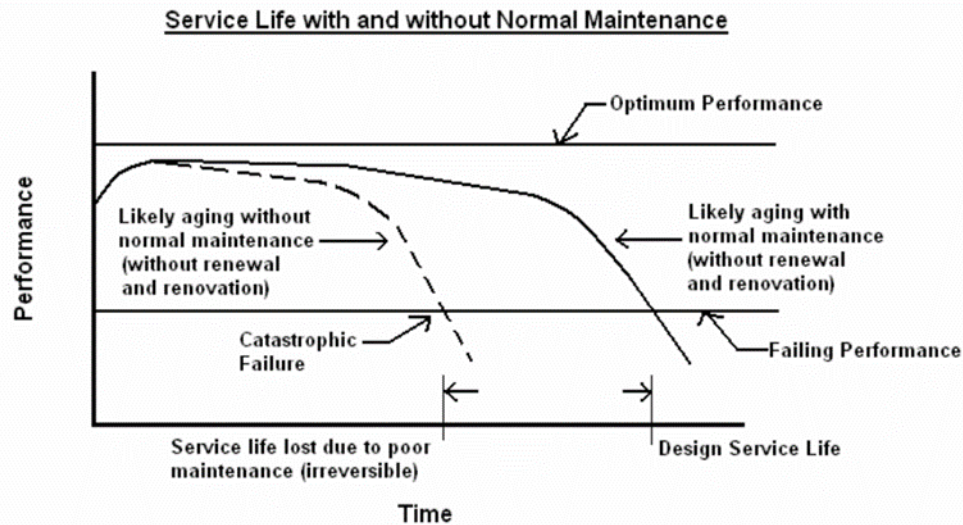 Service Life with and without Normal Maintenance
Optimum Performance
Performance
Likely aging without
normal maintenance
(without renewal
and renovation)
Likely aging with
normal maintenance
(without renewal
and renovation)
Catastrophic
Failure
Failing Performance
Service life lost due to poor
maintenance (irreversible)
Design Service Life
Time